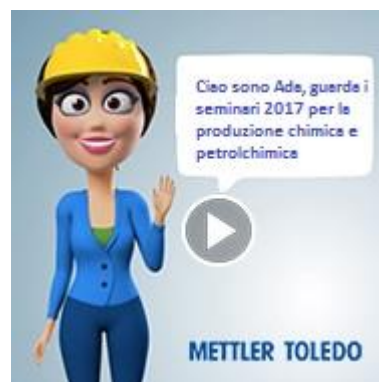 Ciao sono Ada, guarda i
seminari 2017 per la
produzione chimica e
petrolchimica
METTLER TOLEDO